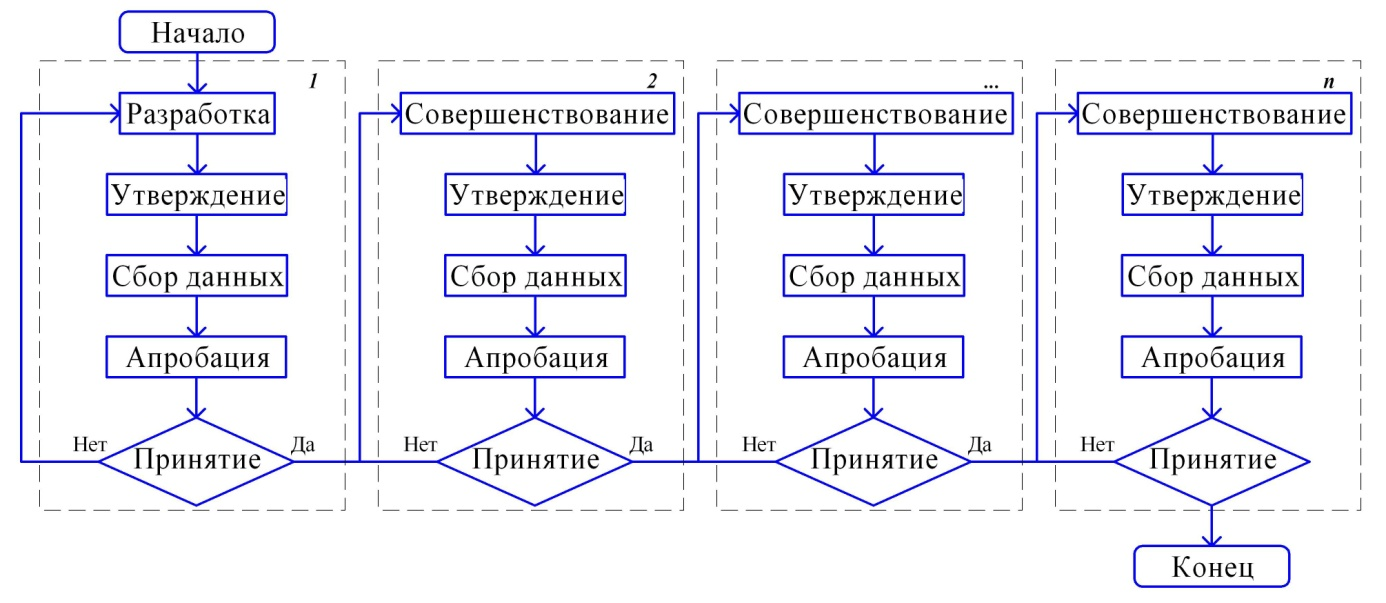 Начало
1
Разработка
Утверждение
Сбор данных
Апробация
Нет
Принятие
Да
2
Совершенствование
Утверждение
Сбор данных
Апробация
Нет
Принятие
Да
...
Совершенствование
Утверждение
Сбор данных
Апробация
Нет
Принятие
Да
n
Совершенствование
Утверждение
Сбор данных
Апробация
Нет
Принятие
Конец